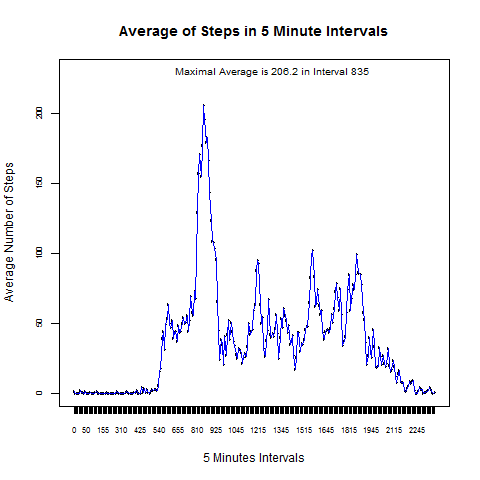 Average of Steps in 5 Minute Intervals
Maximal Average is 206.2 in Interval 835
Average Number of Steps
200
150
100
50
0
0 50 155 310 425 540 655 810 925 1045 1215 1345 1515 1645 1815 1945 2115 2245
5 Minutes Intervals